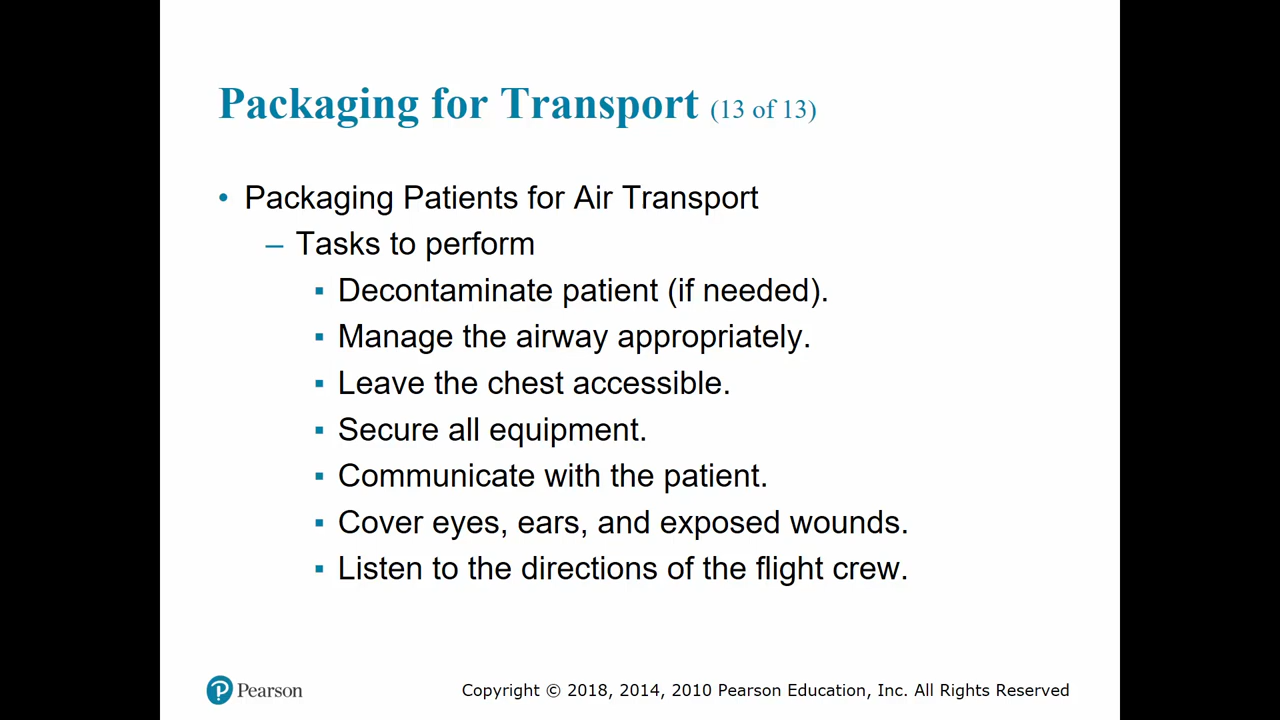 Packaging for Transport (13 of 13)
• Packaging Patients for Air Transport
– Tasks to perform
▪ Decontaminate patient (if needed).
▪ Manage the airway appropriately.
▪ Leave the chest accessible.
▪ Secure all equipment.
▪ Communicate with the patient.
▪ Cover eyes, ears, and exposed wounds.
▪ Listen to the directions of the flight crew.
P Pearson
Copyright © 2018, 2014, 2010 Pearson Education, Inc. All Rights Reserved